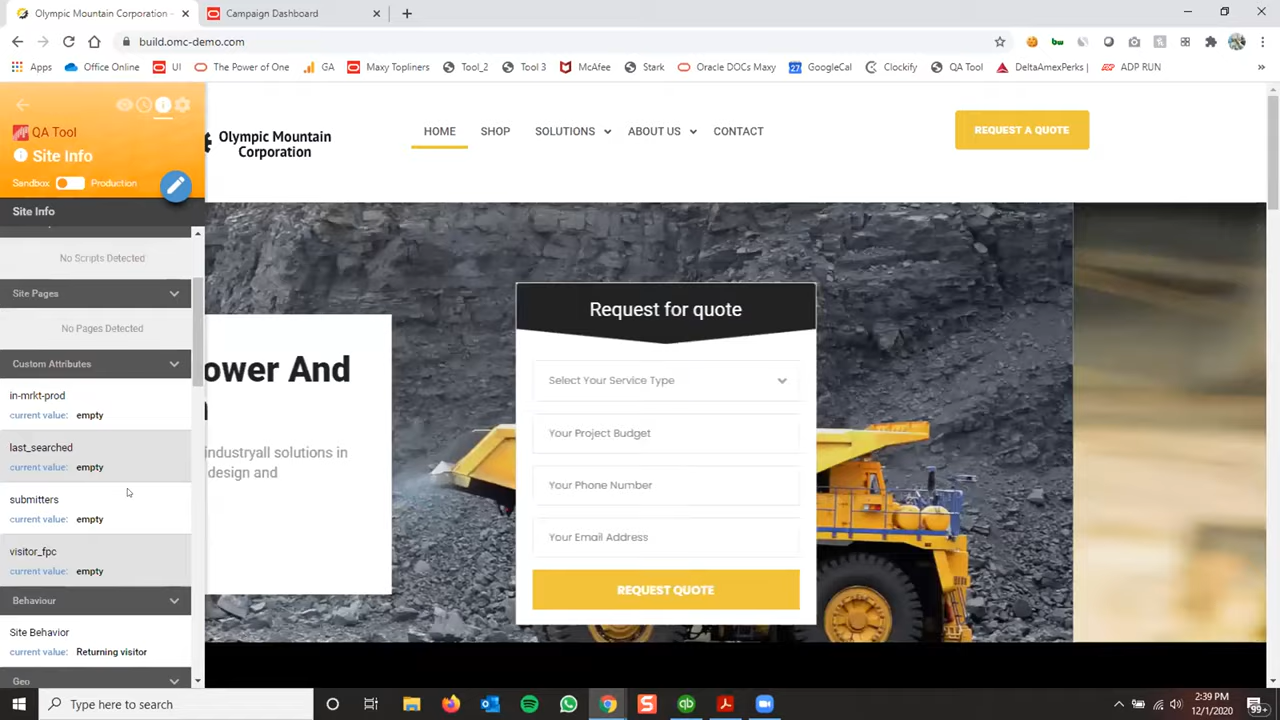 Olympic Mountain Corporation -
Campaign Dashboard
build.omc-demo.com
Apps
Office Online
UI
The Power of One
GA
Maxy Topliners
Tool_2
Tool 3
McAfee
Stark
Oracle DOCs Maxy
GoogleCal
Clockify
QA Tool
DeltaAmexPerks |
ADP RUN
»
QA Tool
Site Info
Sandbox Production
Site Info
No Scripts Detected
Site Pages
No Pages Detected
Custom Attributes
in-mrkt-prod
current value: empty
last_searched
current value: empty
submitters
current value: empty
visitor_fpc
current value: empty
Behaviour
Site Behavior
current value: Returning visitor
Geo
Olympic Mountain
Corporation
HOME
SHOP
SOLUTIONS
ABOUT US
CONTACT
REQUEST A QUOTE
ower And
industryall solutions in
design and
Request for quote
Select Your Service Type
Your Project Budget
Your Phone Number
Your Email Address
REQUEST QUOTE
Type here to search
2:39 PM
12/1/2020
99+